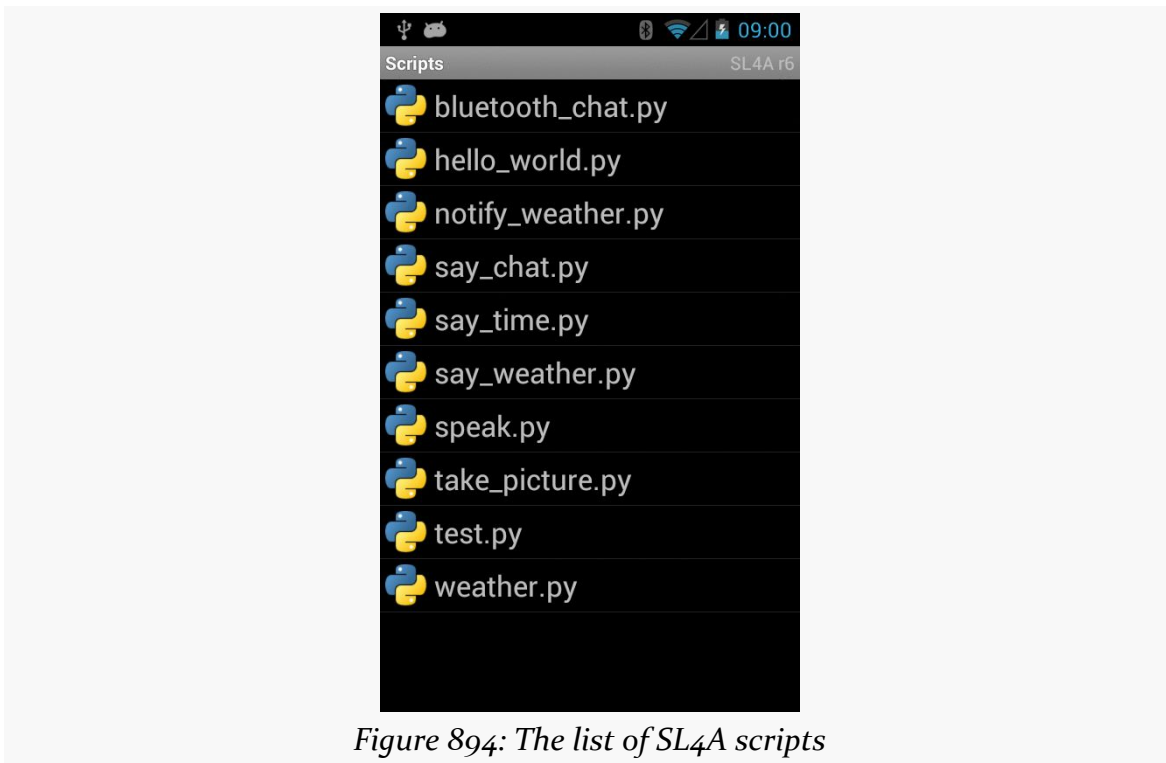 09:00
Scripts SL4A r6
bluetooth_chat.py
hello_world.py
notify_weather.py
say_chat.py
say_time.py
say_weather.py
speak.py
take_picture.py
test.py
weather.py
Figure 894: The list of SL4A scripts